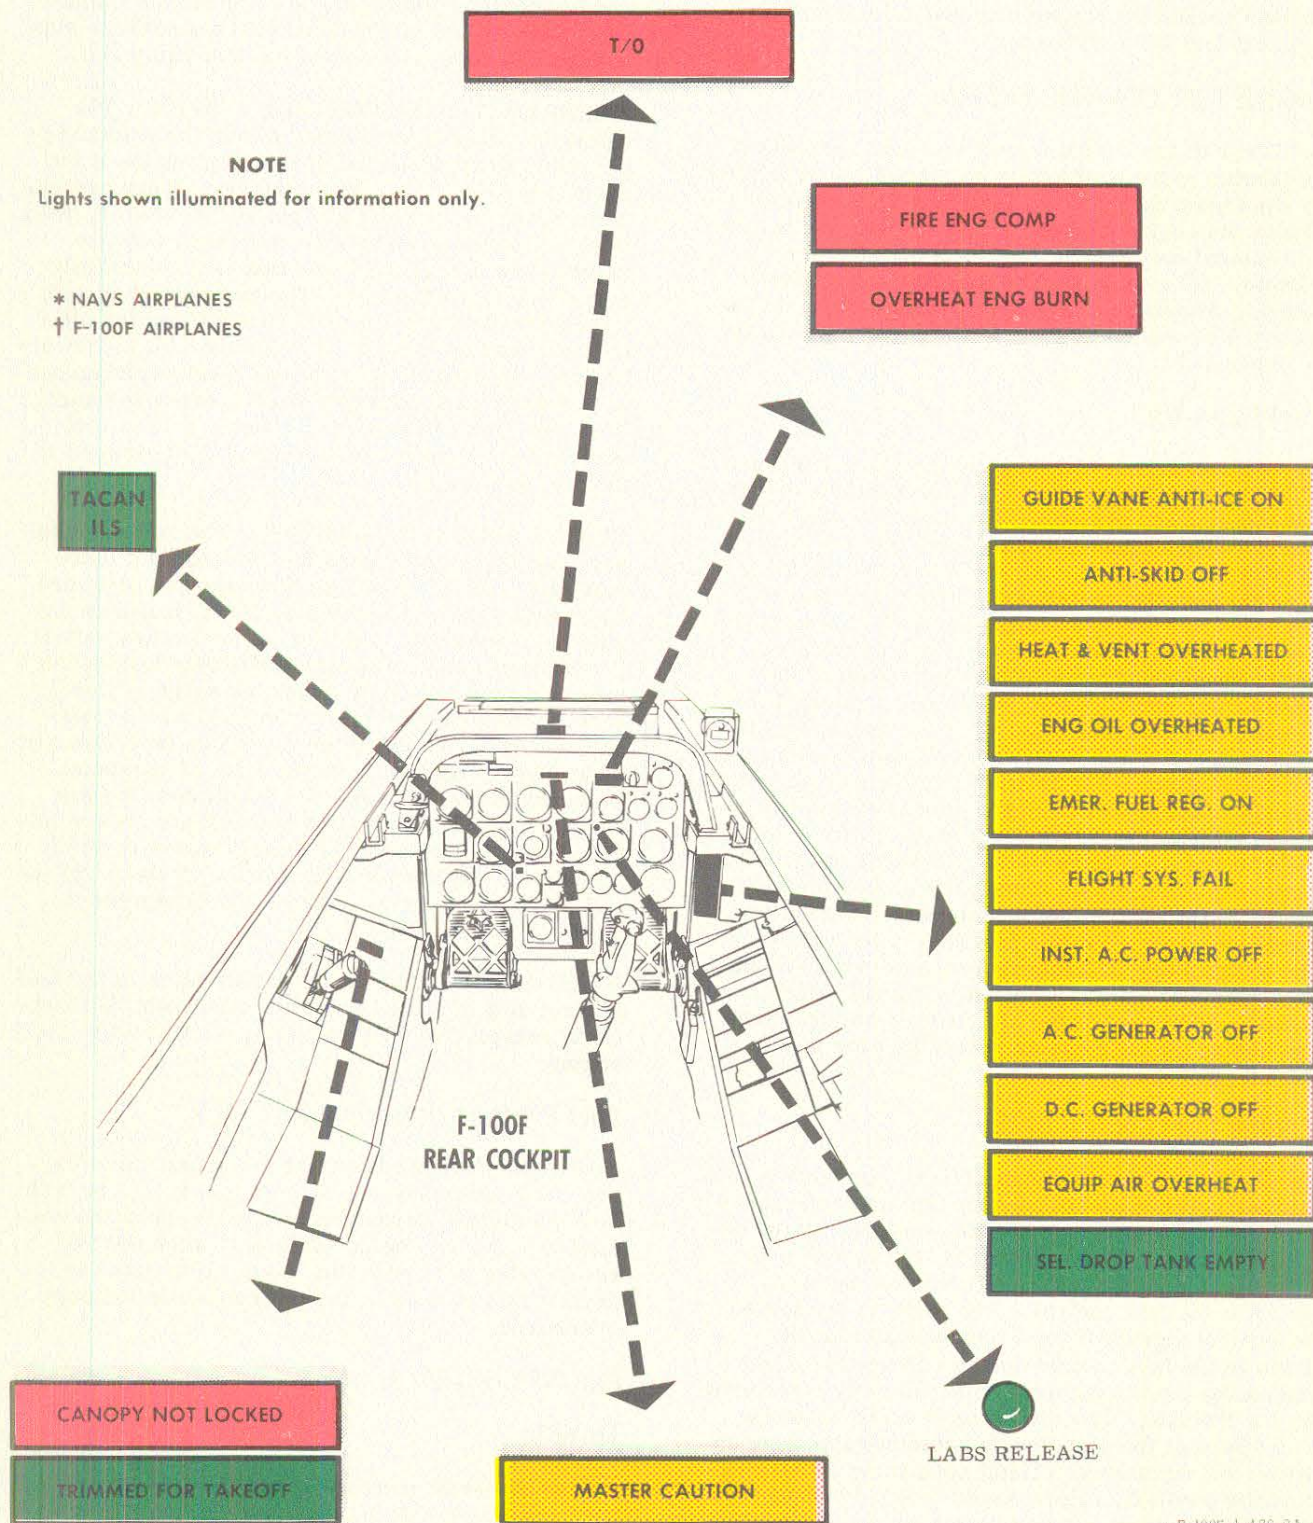 T/O
NOTE
Lights shown illuminated for information only.
FIRE ENG COMP
OVERHEAT ENG BURN
* NAVS AIRPLANES
† F-100F AIRPLANES
TACAN
ILS
GUIDE VANE ANTI-ICE ON
ANTI-SKID OFF
HEAT & VENT OVERHEATED
ENG OIL OVERHEATED
EMER. FUEL REG. ON
FLIGHT SYS. FAIL
INST. A.C. POWER OFF
A.C. GENERATOR OFF
D.C. GENERATOR OFF
EQUIP AIR OVERHEAT
SEL. DROP TANK EMPTY
F-100F
REAR COCKPIT
CANOPY NOT LOCKED
TRIMMED FOR TAKEOFF
MASTER CAUTION
LABS RELEASE